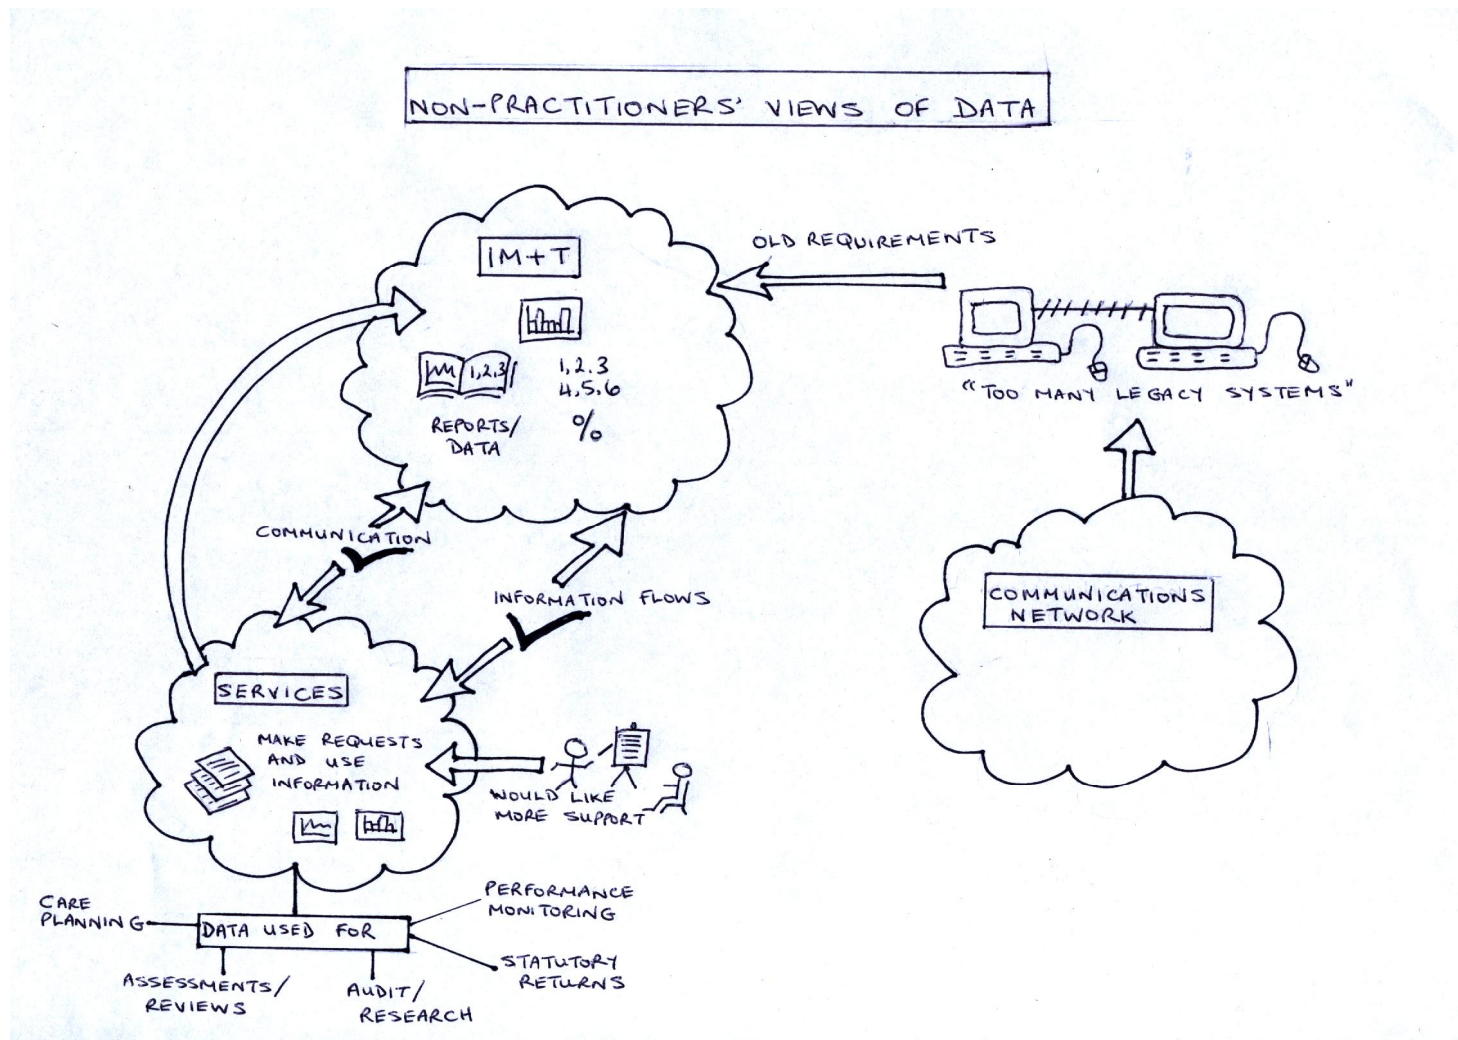 NON-PRACTITIONERS' VIEWS OF DATA
IM+T
1,2,3
1,2,3
4,5,6
%
REPORTS/
DATA
OLD REQUIREMENTS
"TOO MANY LEGACY SYSTEMS"
COMMUNICATION
INFORMATION FLOWS
COMMUNICATIONS
NETWORK
SERVICES
MAKE REQUESTS
AND USE
INFORMATION
WOULD LIKE
MORE SUPPORT
DATA USED FOR
CARE
PLANNING
ASSESSMENTS/
REVIEWS
AUDIT/
RESEARCH
PERFORMANCE
MONITORING
STATUTORY
RETURNS